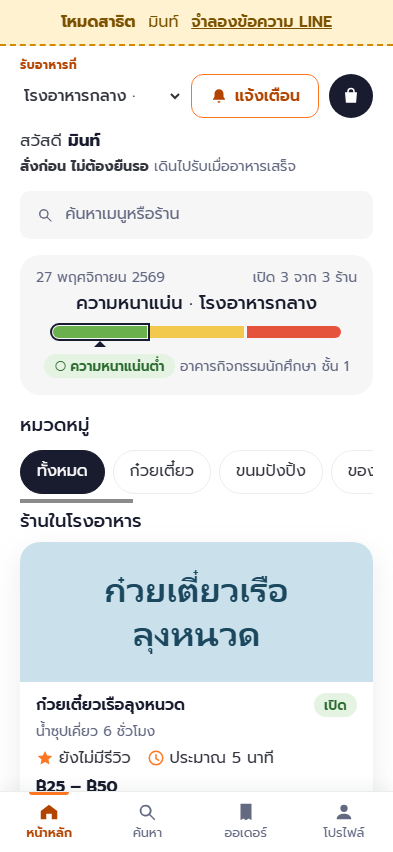 โหมดสาธิต มินท์ จำลองข้อความ LINE
รับอาหารที่
โรงอาหารกลาง ·
แจ้งเตือน
สวัสดี มินท์
สั่งก่อน ไม่ต้องยืนรอ เดินไปรับเมื่ออาหารเสร็จ
ค้นหาเมนูหรือร้าน
27 พฤศจิกายน 2569 เปิด 3 จาก 3 ร้าน
ความหนาแน่น · โรงอาหารกลาง
ความหนาแน่นต่ำ อาคารกิจกรรมนักศึกษา ชั้น 1
หมวดหมู่
ทั้งหมด ก๋วยเตี๋ยว ขนมปังปิ้ง ของ
ร้านในโรงอาหาร
ก๋วยเตี๋ยวเรือ
ลุงหนวด
ก๋วยเตี๋ยวเรือลุงหนวด เปิด
น้ำซุปเคี่ยว 6 ชั่วโมง
ยังไม่มีรีวิว ประมาณ 5 นาที
฿25 – ฿50
หน้าหลัก ค้นหา ออเดอร์ โปรไฟล์